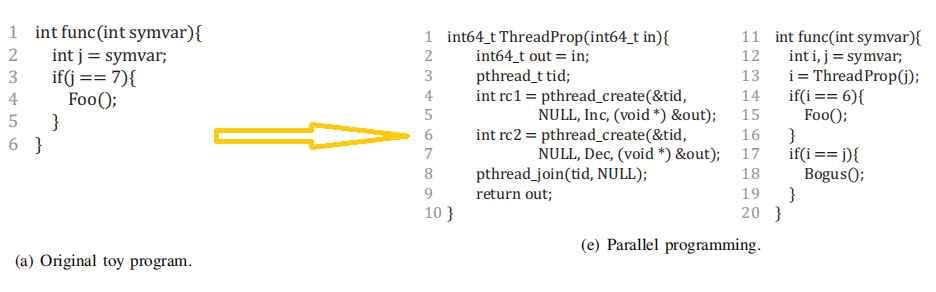 1 int func(int symvar){
2 int j = symvar;
3 if(j == 7){
4 Foo();
5 }
6 }
(a) Original toy program.
1 int64_t ThreadProp(int64_t in){
2 int64_t out = in;
3 pthread_t tid;
4 int rc1 = pthread_create(&tid,
5 NULL, Inc, (void *) &out);
6 int rc2 = pthread_create(&tid,
7 NULL, Dec, (void *) &out);
8 pthread_join(tid, NULL);
9 return out;
10 }
11 int func(int symvar){
12 int i, j = symvar;
13 i = ThreadProp(j);
14 if(i == 6){
15 Foo();
16 }
17 if(i == j){
18 Bogus();
19 }
20 }
(e) Parallel programming.